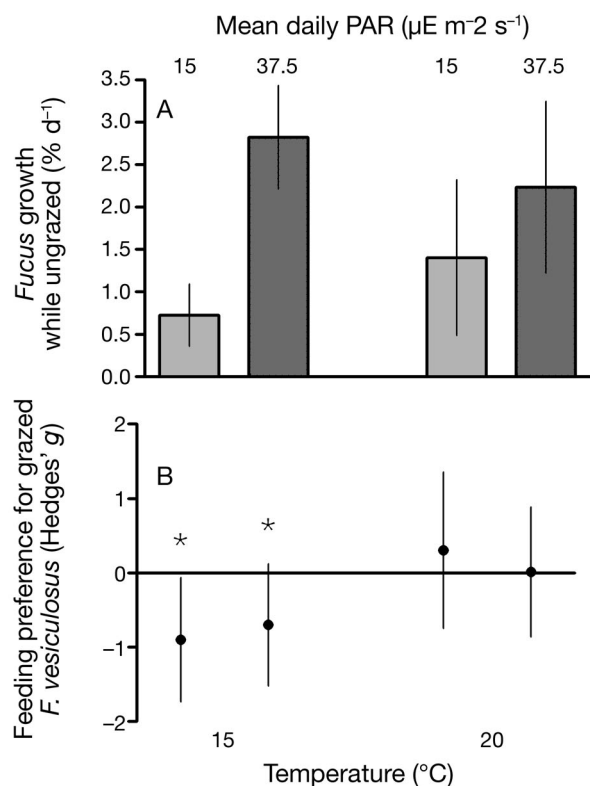 Mean daily PAR (µE m–2 s⁻¹)
15 37.5 15 37.5
Fucus growth
while ungrazed (% d⁻¹)
A
3.5
3.0
2.5
2.0
1.5
1.0
0.5
0.0
Feeding preference for grazed
F. vesiculosus (Hedges’ g)
B
2
1
0
–1
–2
* *
15 20
Temperature (°C)